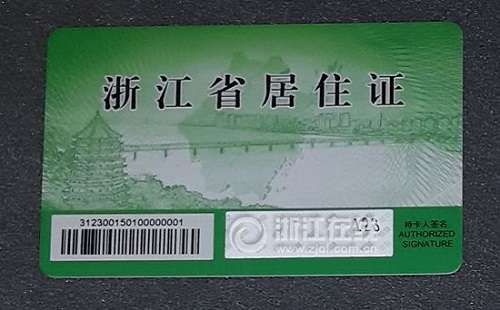 浙江省居住证
312300150100000001
浙江在线
123
www.zjol.com.cn
持卡人签名
AUTHORIZED
SIGNATURE